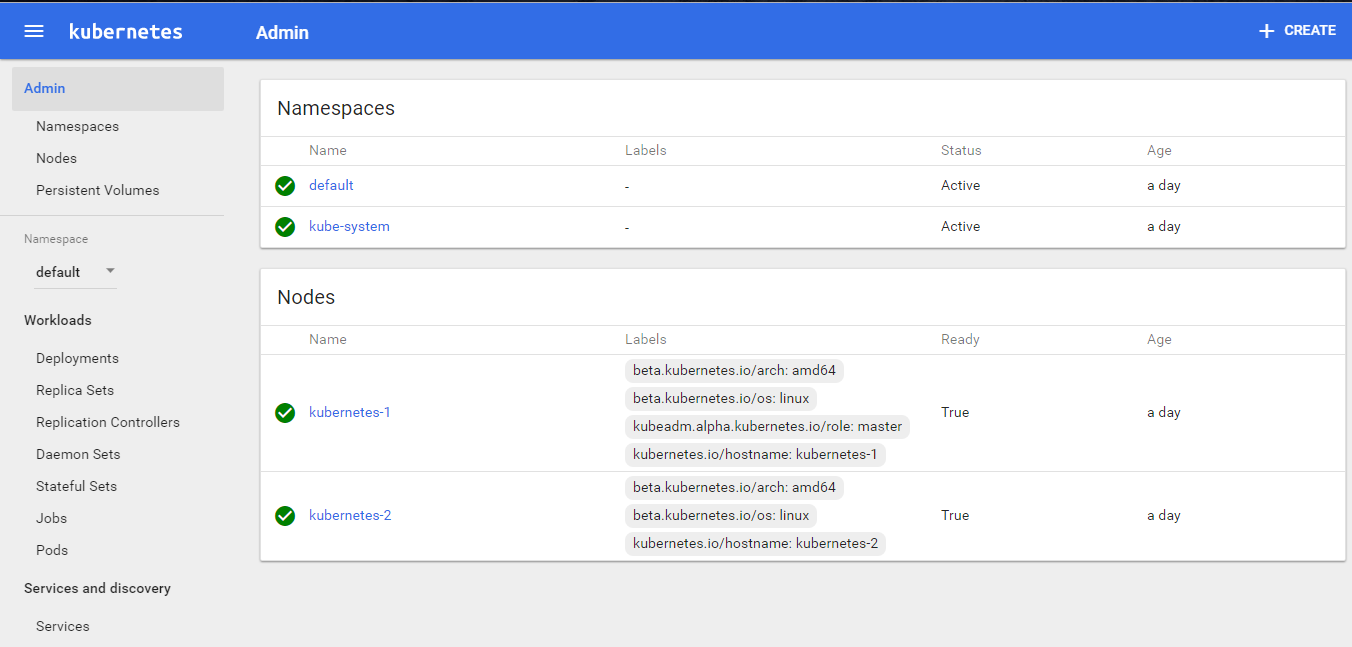 kubernetes Admin CREATE
Admin
Namespaces
Nodes
Persistent Volumes
Namespace
default
Workloads
Deployments
Replica Sets
Replication Controllers
Daemon Sets
Stateful Sets
Jobs
Pods
Services and discovery
Services
Namespaces
Name Labels Status Age
default - Active a day
kube-system - Active a day
Nodes
Name Labels Ready Age
beta.kubernetes.io/arch: amd64
beta.kubernetes.io/os: linux
kubernetes-1 True a day
kubeadm.alpha.kubernetes.io/role: master
kubernetes.io/hostname: kubernetes-1
beta.kubernetes.io/arch: amd64
kubernetes-2 beta.kubernetes.io/os: linux True a day
kubernetes.io/hostname: kubernetes-2